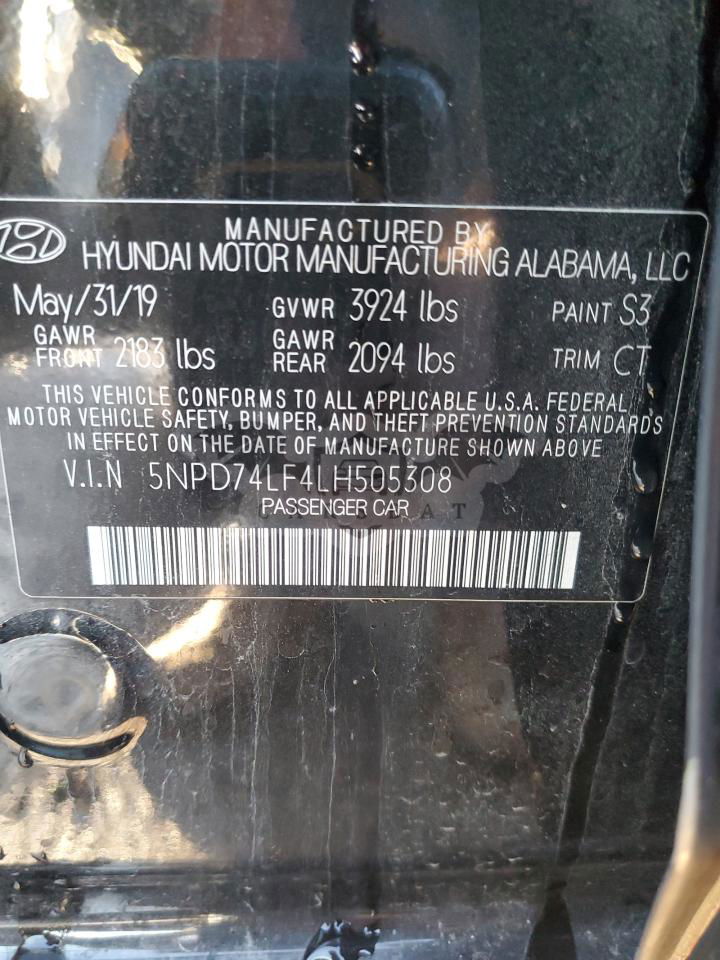 MANUFACTURED BY
HYUNDAI MOTOR MANUFACTURING ALABAMA, LLC
May/31/19 GVWR 3924 lbs PAINT S3
GAWR FRONT 2183 lbs GAWR REAR 2094 lbs TRIM CT
THIS VEHICLE CONFORMS TO ALL APPLICABLE U.S.A. FEDERAL
MOTOR VEHICLE SAFETY, BUMPER, AND THEFT PREVENTION STANDARDS
IN EFFECT ON THE DATE OF MANUFACTURE SHOWN ABOVE
V.I.N 5NPD74LF4LH505308
PASSENGER CAR